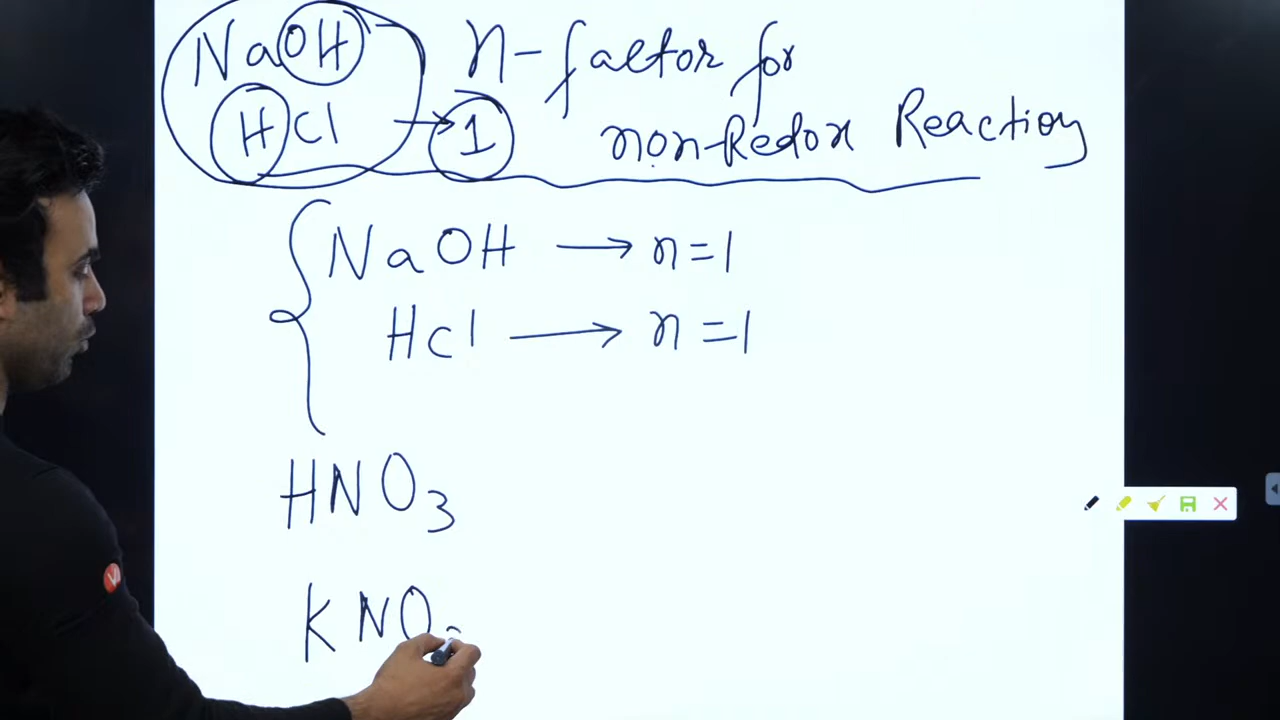 NaOH
HCl → 1
n-factor for
non-Redox Reaction
NaOH → n=1
HCl → n=1
HNO3
KNO